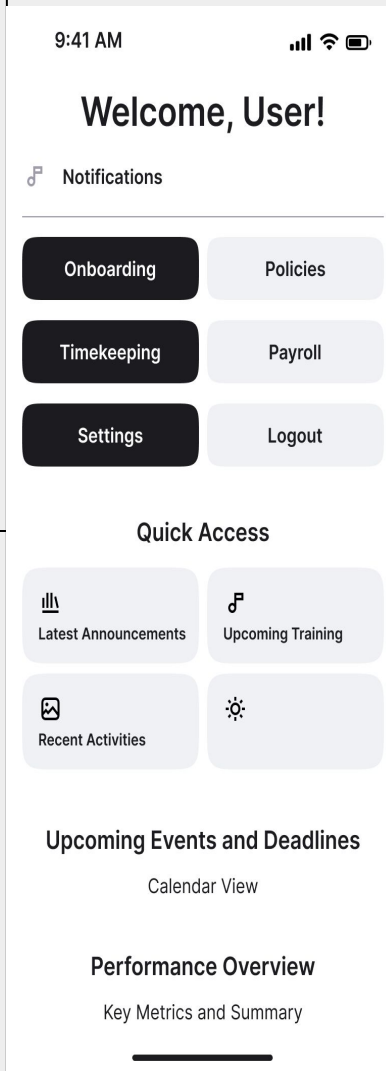 9:41 AM
Welcome, User!
Notifications
Onboarding
Policies
Timekeeping
Payroll
Settings
Logout
Quick Access
Latest Announcements
Upcoming Training
Recent Activities
Upcoming Events and Deadlines
Calendar View
Performance Overview
Key Metrics and Summary